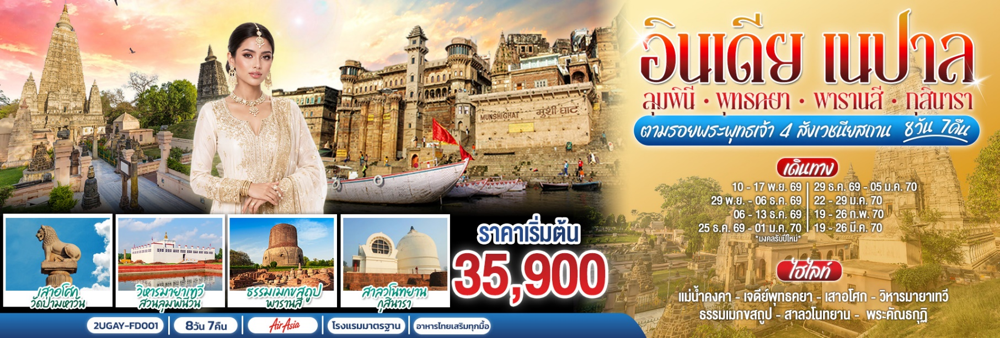 อินเดีย เนปาล
ลุมพินี • พุทธคยา • พารานสี • กุสินารา
ตามรอยพระพุทธเจ้า 4 สังเวชนียสถาน 8วัน 7คืน
เดินทาง
10 - 17 พ.ย. 69
29 พ.ย. - 06 ธ.ค. 69
06 - 13 ธ.ค. 69
25 ธ.ค. 69 - 01 ม.ค. 70
*มงคลรับปีใหม่*
29 ธ.ค. 69 - 05 ม.ค. 70
22 - 29 ม.ค. 70
19 - 26 ก.พ. 70
19 - 26 มี.ค. 70
ไฮไลท์
แม่น้ำคงคา - เจดีย์พุทธคยา - เสาอโศก - วิหารมายาเทวี
ธรรมเมกขสถูป - สาลวโนทยาน - พระคัณธกุฏิ
MUNSHIGHAT मुंशी घाट
เสาอโศก
วัดป่ามหาวัน
วิหารมายาเทวี
สวนลุมพินีวัน
ธรรมเมกขสถูป
พารานสี
สาลวโนทยาน
กุสินารา
ราคาเริ่มต้น
35,900
2UGAY-FD001
8วัน 7คืน
AirAsia
โรงแรมมาตรฐาน
อาหารไทยเสริมทุกมื้อ